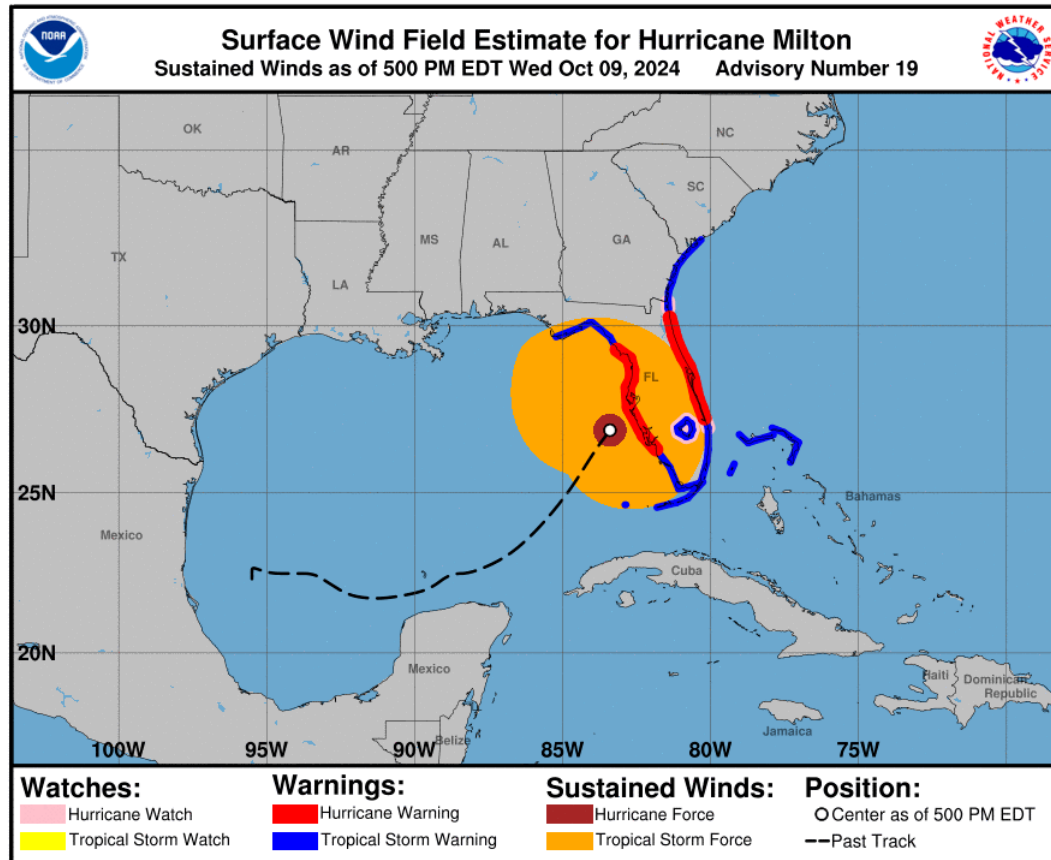 NOAA
Surface Wind Field Estimate for Hurricane Milton
Sustained Winds as of 500 PM EDT Wed Oct 09, 2024 Advisory Number 19
NATIONAL WEATHER SERVICE
OK
AR
NC
SC
TX
MS
AL
GA
LA
30N
FL
25N
Mexico
Bahamas
Cuba
20N
Mexico
Haiti
Dominican
Republic
Jamaica
Belize
100W 95W 90W 85W 80W 75W
Watches: Warnings: Sustained Winds: Position:
Hurricane Watch Hurricane Warning Hurricane Force Center as of 500 PM EDT
Tropical Storm Watch Tropical Storm Warning Tropical Storm Force Past Track